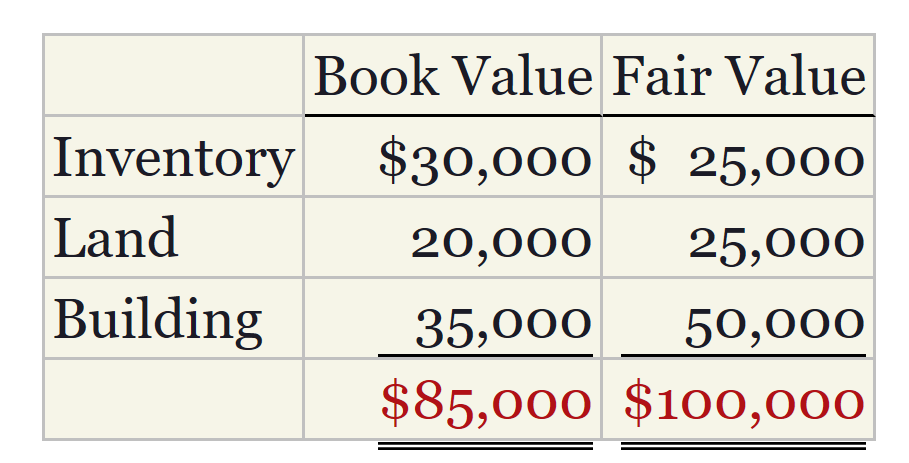 Book Value Fair Value
Inventory $30,000 $ 25,000
Land 20,000 25,000
Building 35,000 50,000
$85,000 $100,000